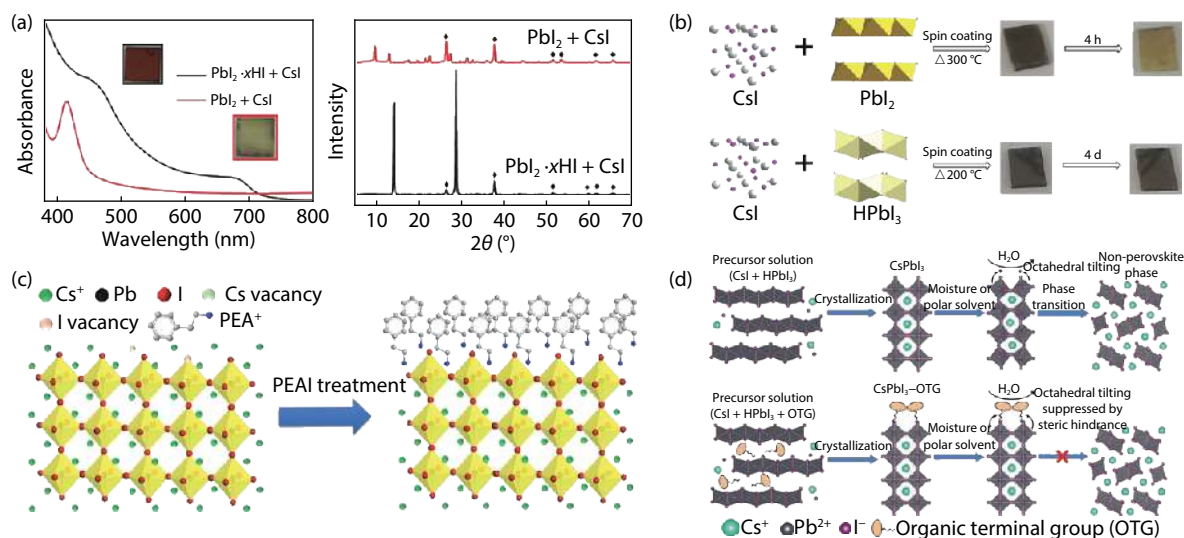 (a)
Absorbance
PbI₂ ·xHI + CsI
PbI₂ + CsI
400 500 600 700 800
Wavelength (nm)
Intensity
PbI₂ + CsI
PbI₂ ·xHI + CsI
10 20 30 40 50 60 70
2θ (°)
(b)
CsI
+
PbI₂
Spin coating
△300 ℃
4 h
CsI
+
HPbI₃
Spin coating
△200 ℃
4 d
(c)
Cs⁺ Pb I Cs vacancy
I vacancy PEA⁺
PEAI treatment
(d)
Precursor solution
(CsI + HPbI₃)
Crystallization
CsPbI₃
Moisture or
polar solvent
H₂O
Octahedral tilting
Phase
transition
Non-perovskite
phase
Precursor solution
(CsI + HPbI₃ + OTG)
Crystallization
CsPbI₃−OTG
Moisture or
polar solvent
H₂O
Octahedral tilting
suppressed by
steric hindrance
Cs⁺ Pb²⁺ I⁻ Organic terminal group (OTG)